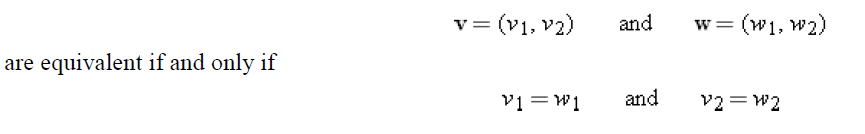 v = (v1, v2) and w = (w1, w2)
are equivalent if and only if
v1 = w1 and v2 = w2